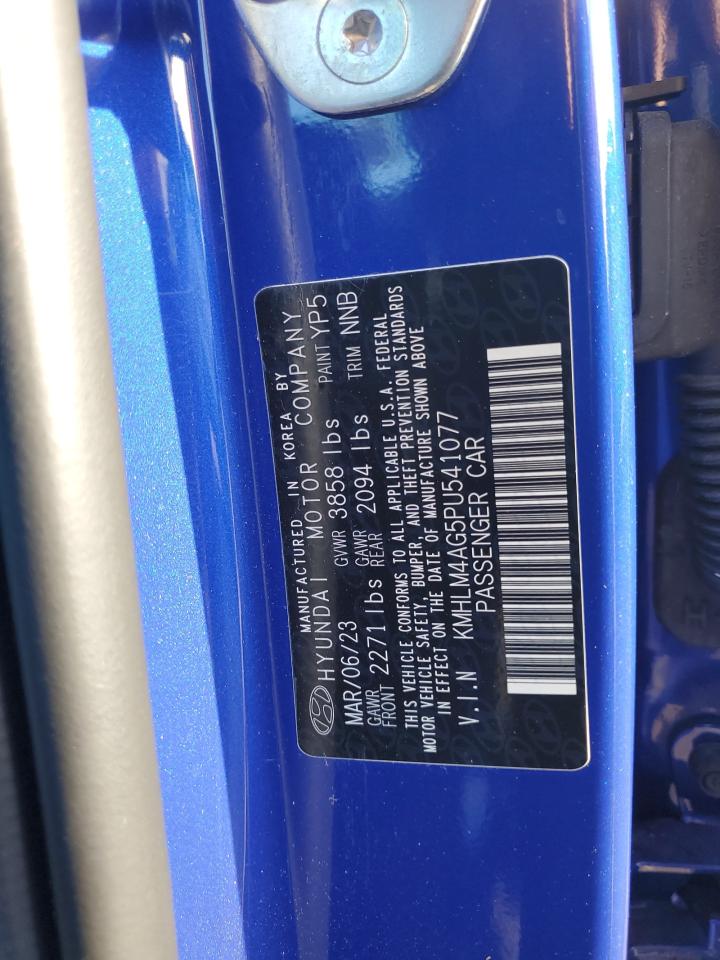 MANUFACTURED IN KOREA BY
HYUNDAI MOTOR COMPANY
MAR/06/23 GVWR 3858 lbs PAINT YP5
GAWR FRONT 2271 lbs GAWR REAR 2094 lbs TRIM NNB
THIS VEHICLE CONFORMS TO ALL APPLICABLE U.S.A. FEDERAL
MOTOR VEHICLE SAFETY, BUMPER, AND THEFT PREVENTION STANDARDS
IN EFFECT ON THE DATE OF MANUFACTURE SHOWN ABOVE
V.I.N KMHLM4AG5PU541077
PASSENGER CAR